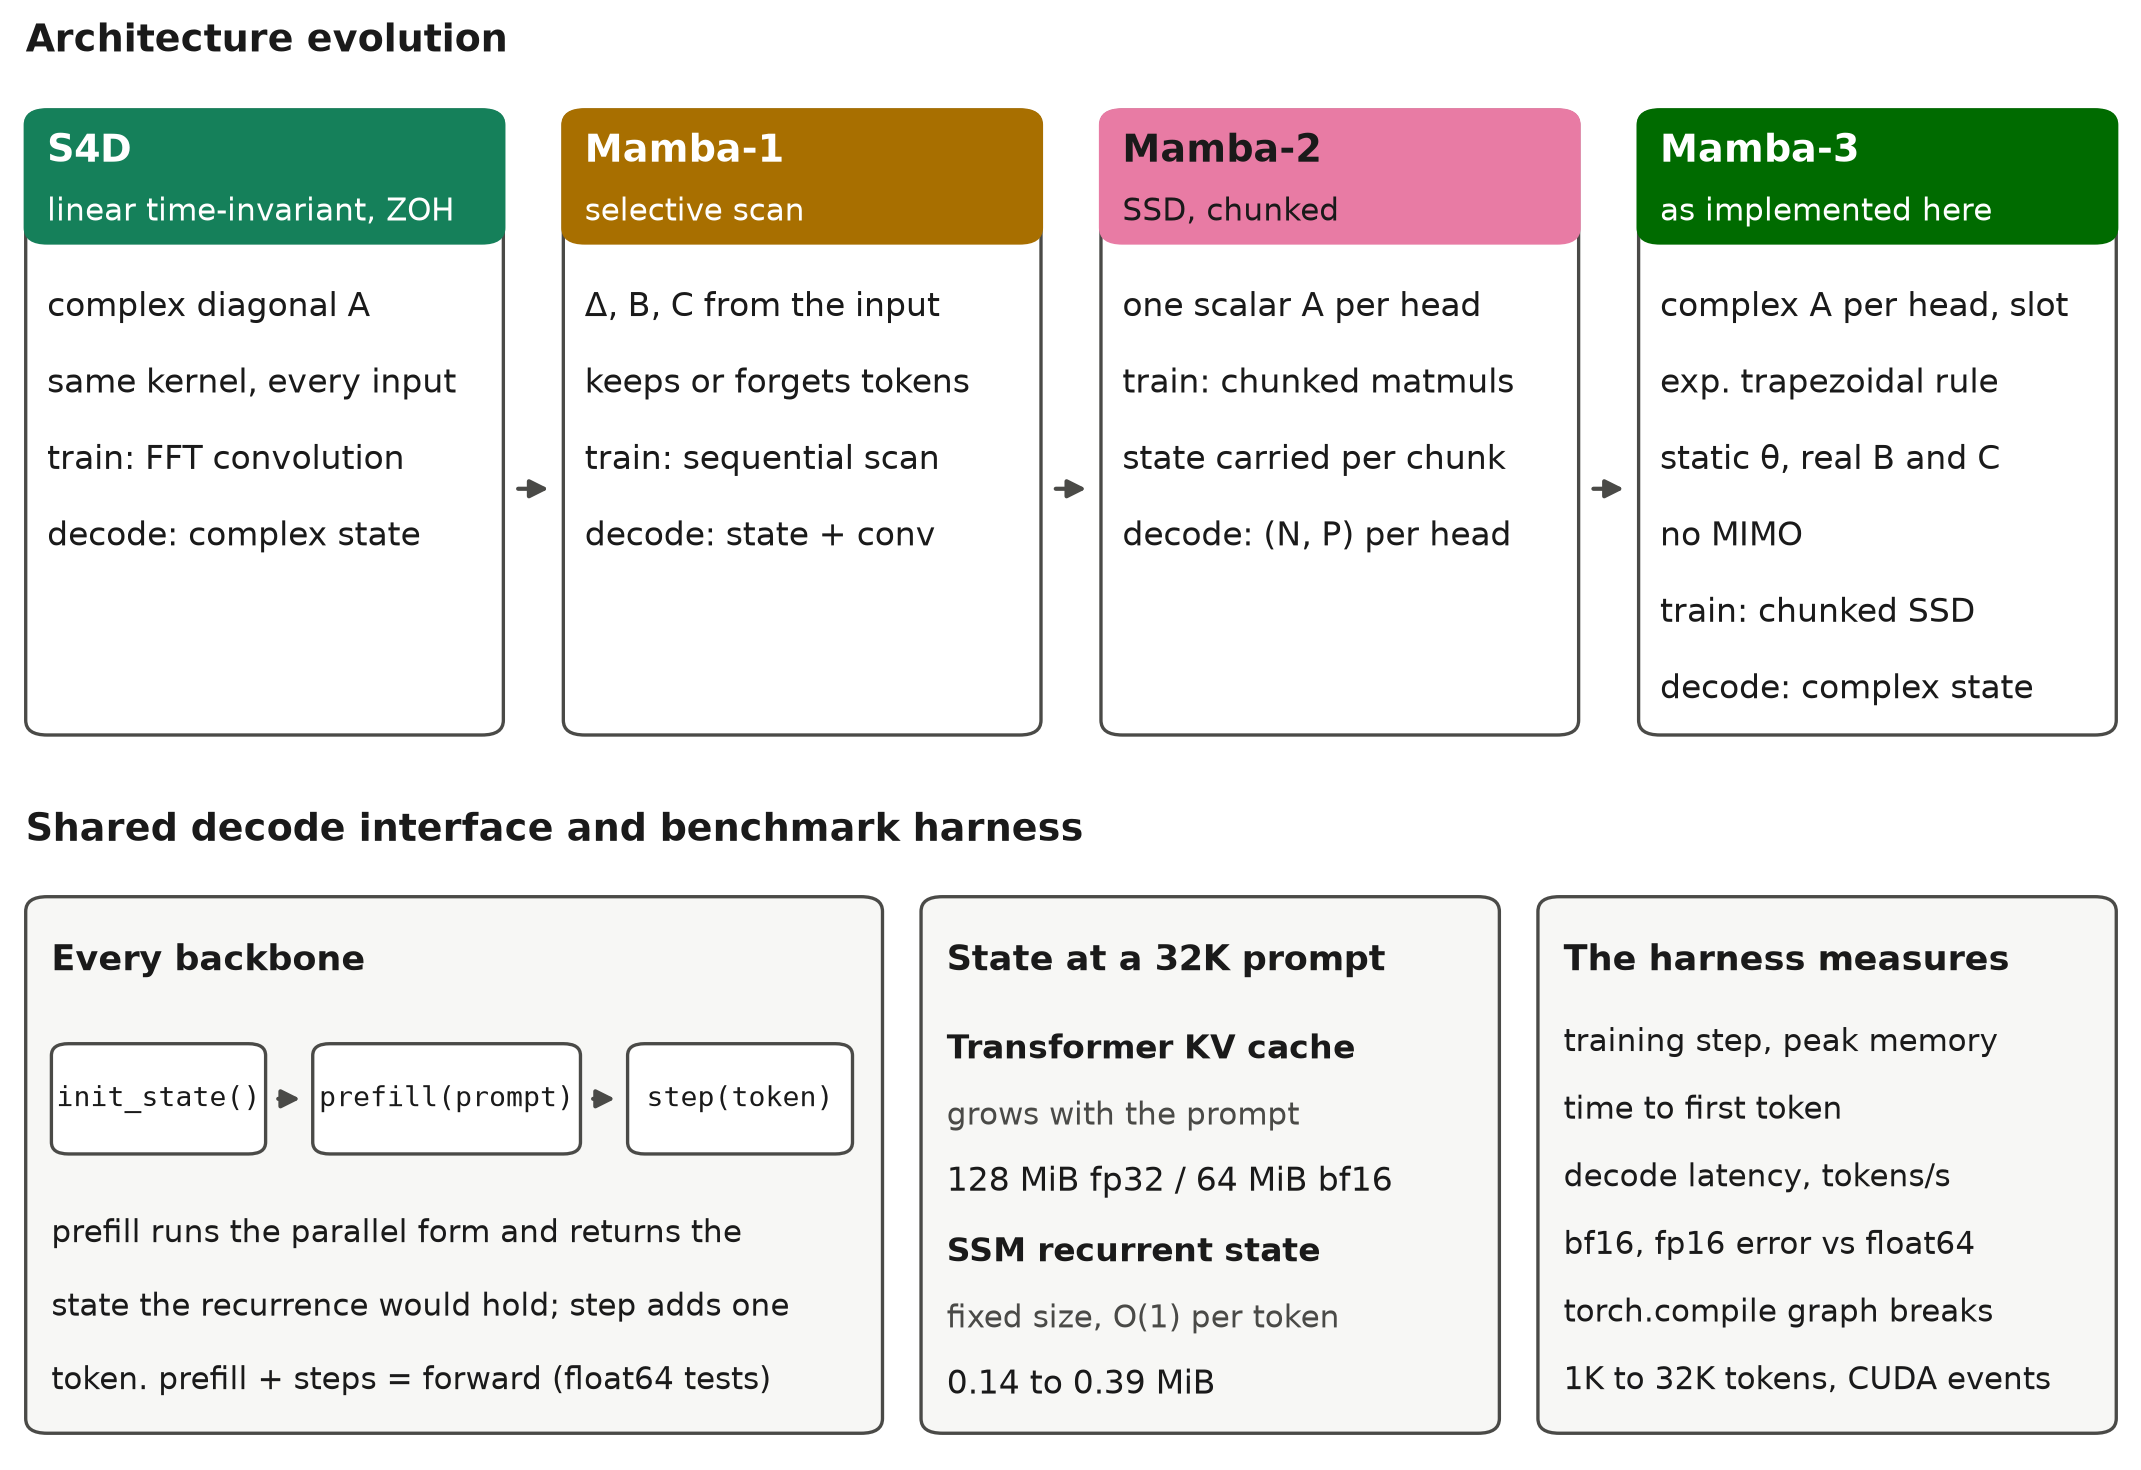 Architecture evolution
S4D
linear time-invariant, ZOH
complex diagonal A
same kernel, every input
train: FFT convolution
decode: complex state
Mamba-1
selective scan
Δ, B, C from the input
keeps or forgets tokens
train: sequential scan
decode: state + conv
Mamba-2
SSD, chunked
one scalar A per head
train: chunked matmuls
state carried per chunk
decode: (N, P) per head
Mamba-3
as implemented here
complex A per head, slot
exp. trapezoidal rule
static θ, real B and C
no MIMO
train: chunked SSD
decode: complex state
Shared decode interface and benchmark harness
Every backbone
init_state()
prefill(prompt)
step(token)
prefill runs the parallel form and returns the
state the recurrence would hold; step adds one
token. prefill + steps = forward (float64 tests)
State at a 32K prompt
Transformer KV cache
grows with the prompt
128 MiB fp32 / 64 MiB bf16
SSM recurrent state
fixed size, O(1) per token
0.14 to 0.39 MiB
The harness measures
training step, peak memory
time to first token
decode latency, tokens/s
bf16, fp16 error vs float64
torch.compile graph breaks
1K to 32K tokens, CUDA events